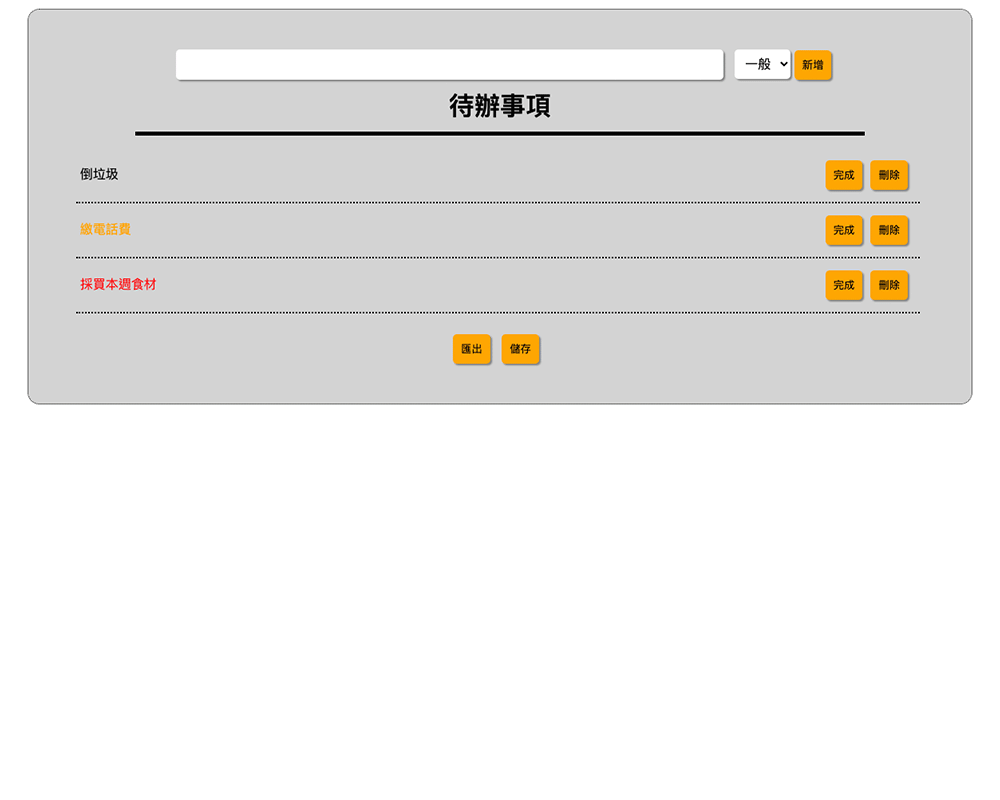 一般 新增
待辦事項
倒垃圾 完成 刪除
繳電話費 完成 刪除
採買本週食材 完成 刪除
匯出 儲存